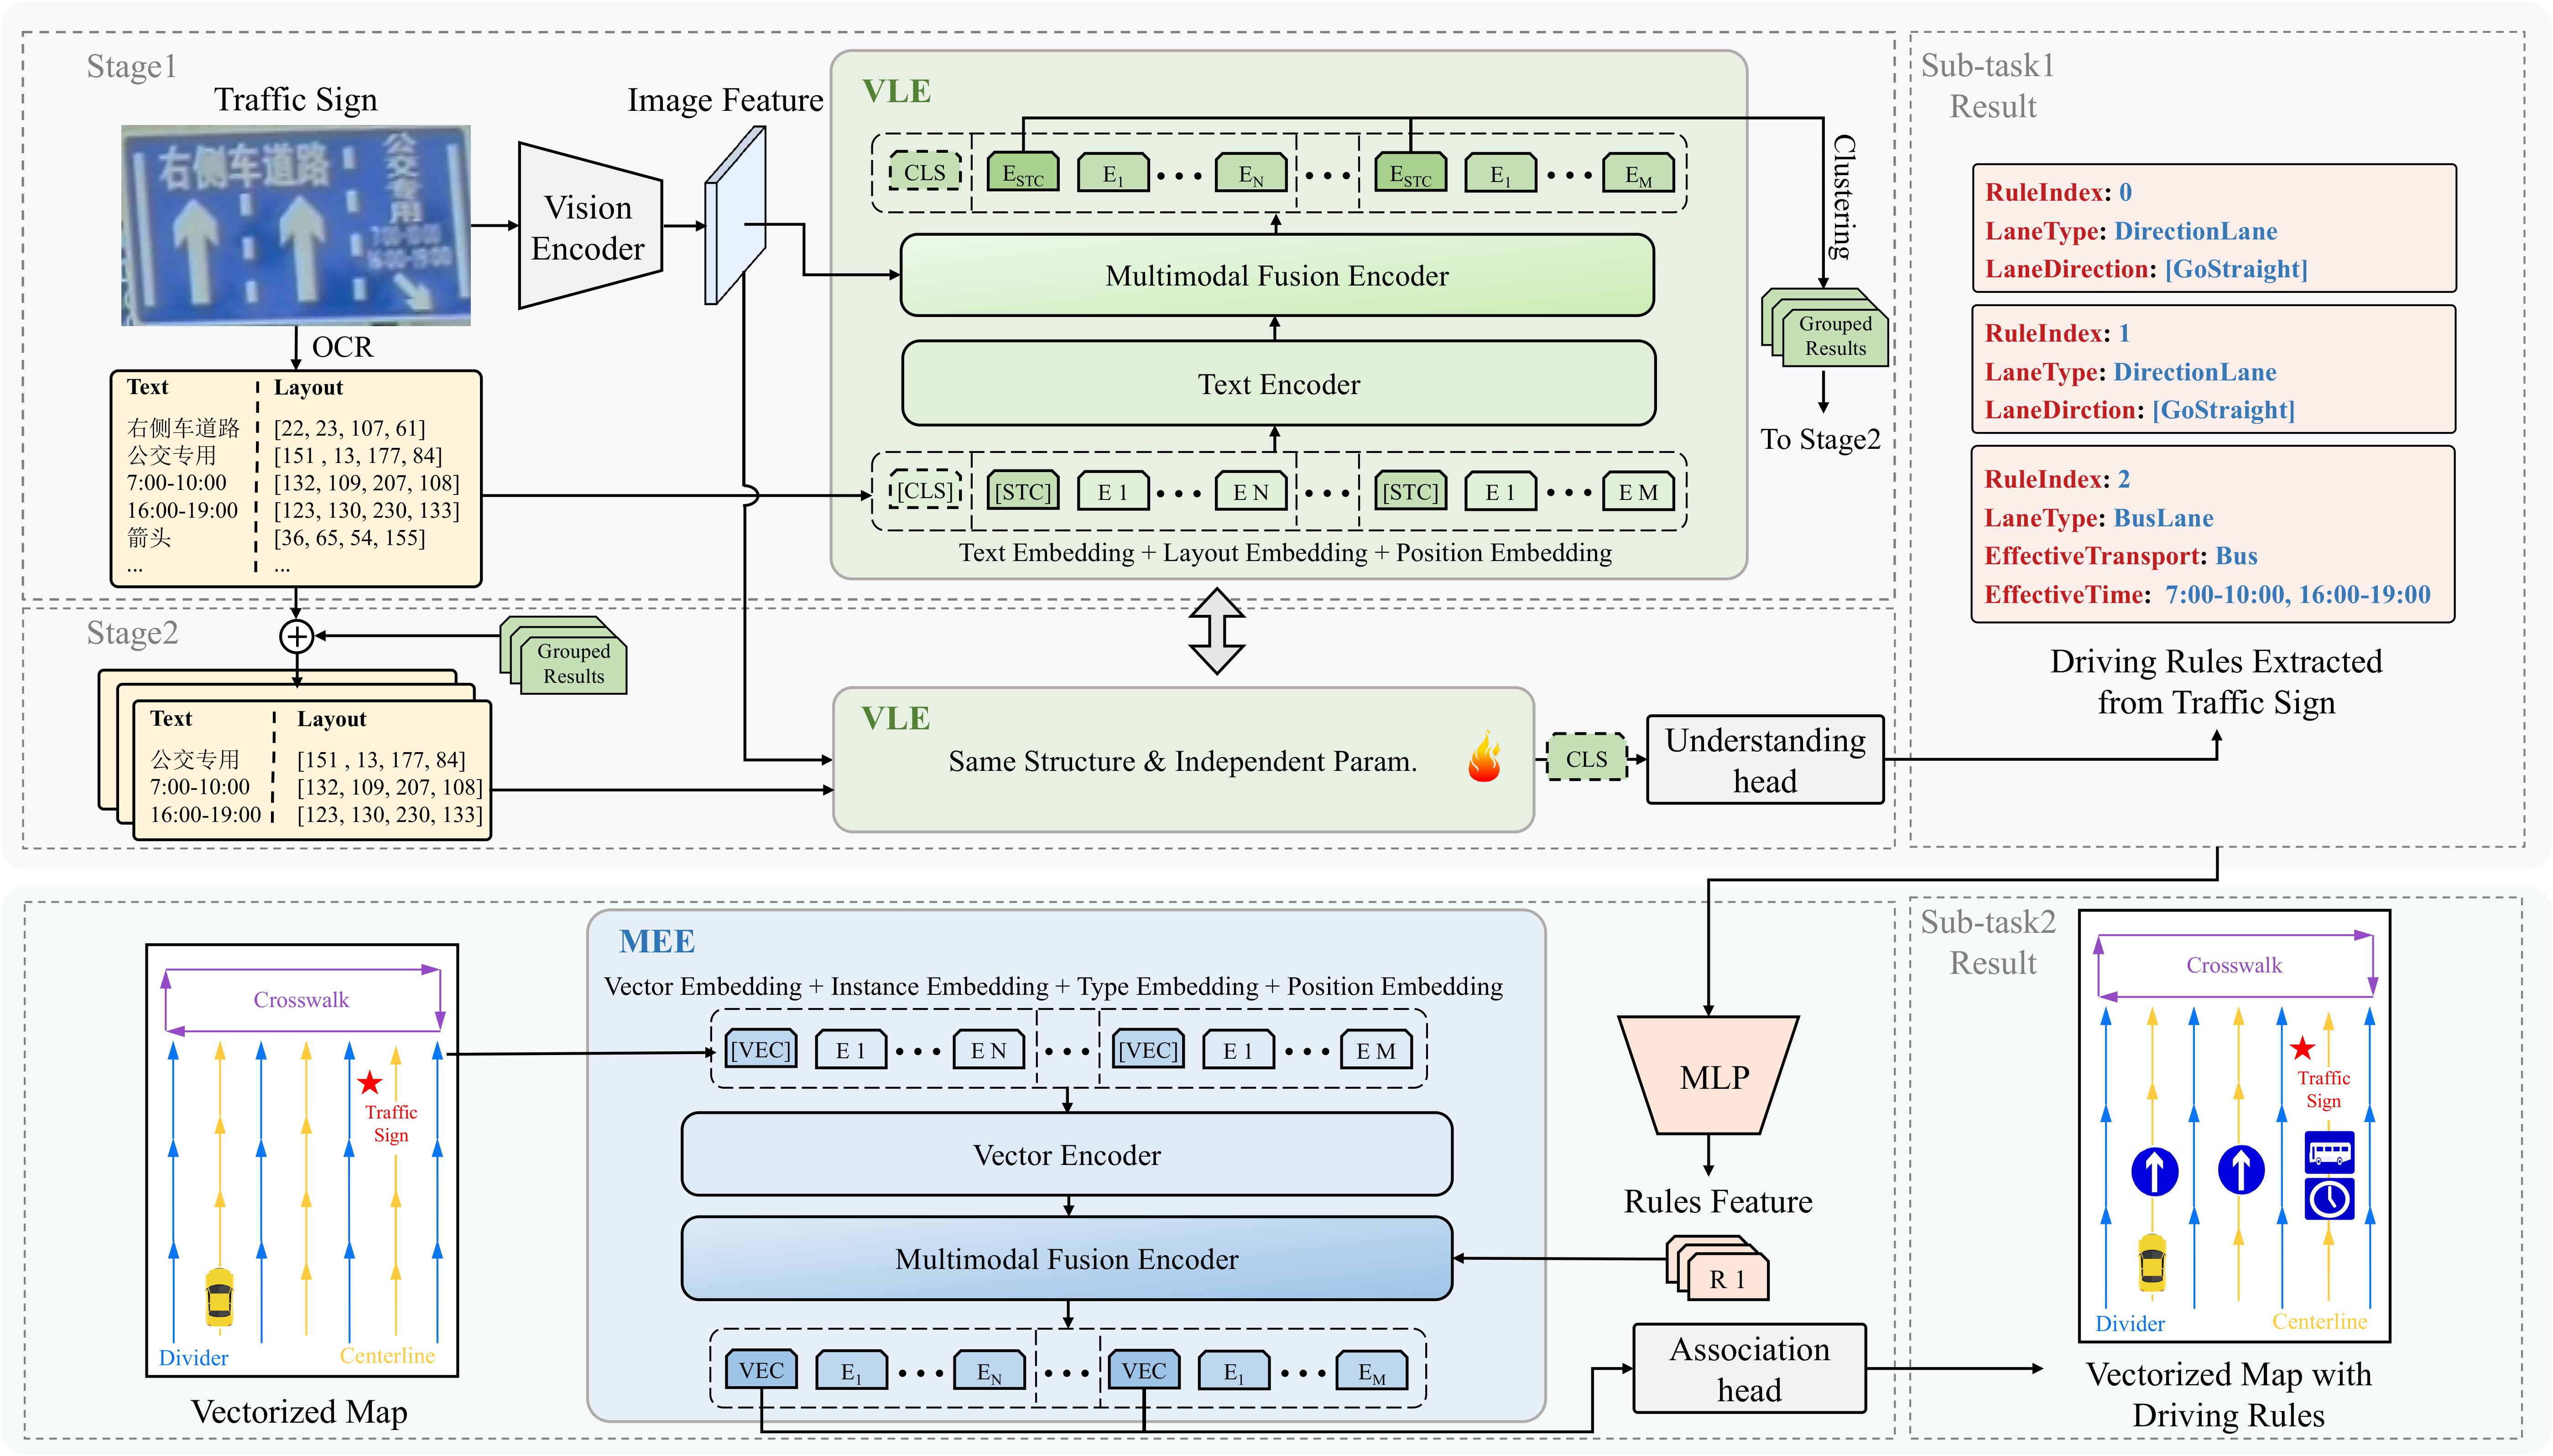 Stage1
Traffic Sign
右侧车道路
公交专用
7:00-10:00
16:00-19:00
OCR
Text Layout
右侧车道路 [22, 23, 107, 61]
公交专用 [151 , 13, 177, 84]
7:00-10:00 [132, 109, 207, 108]
16:00-19:00 [123, 130, 230, 133]
箭头 [36, 65, 54, 155]
... ...
Vision
Encoder
Image Feature
VLE
CLS E_STC E_1 ••• E_N ••• E_STC E_1 ••• E_M
Multimodal Fusion Encoder
Text Encoder
[CLS] [STC] E 1 ••• E N ••• [STC] E 1 ••• E M
Text Embedding + Layout Embedding + Position Embedding
Clustering
Grouped
Results
To Stage2
Stage2
Grouped
Results
Text Layout
公交专用 [151 , 13, 177, 84]
7:00-10:00 [132, 109, 207, 108]
16:00-19:00 [123, 130, 230, 133]
VLE
Same Structure & Independent Param.
CLS
Understanding
head
Sub-task1
Result
RuleIndex: 0
LaneType: DirectionLane
LaneDirection: [GoStraight]
RuleIndex: 1
LaneType: DirectionLane
LaneDirction: [GoStraight]
RuleIndex: 2
LaneType: BusLane
EffectiveTransport: Bus
EffectiveTime: 7:00-10:00, 16:00-19:00
Driving Rules Extracted
from Traffic Sign
Crosswalk
Traffic
Sign
Divider
Centerline
Vectorized Map
MEE
Vector Embedding + Instance Embedding + Type Embedding + Position Embedding
[VEC] E 1 ••• E N ••• [VEC] E 1 ••• E M
Vector Encoder
Multimodal Fusion Encoder
VEC E_1 ••• E_N ••• VEC E_1 ••• E_M
MLP
Rules Feature
R 1
Association
head
Sub-task2
Result
Crosswalk
Traffic
Sign
Divider
Centerline
Vectorized Map with
Driving Rules